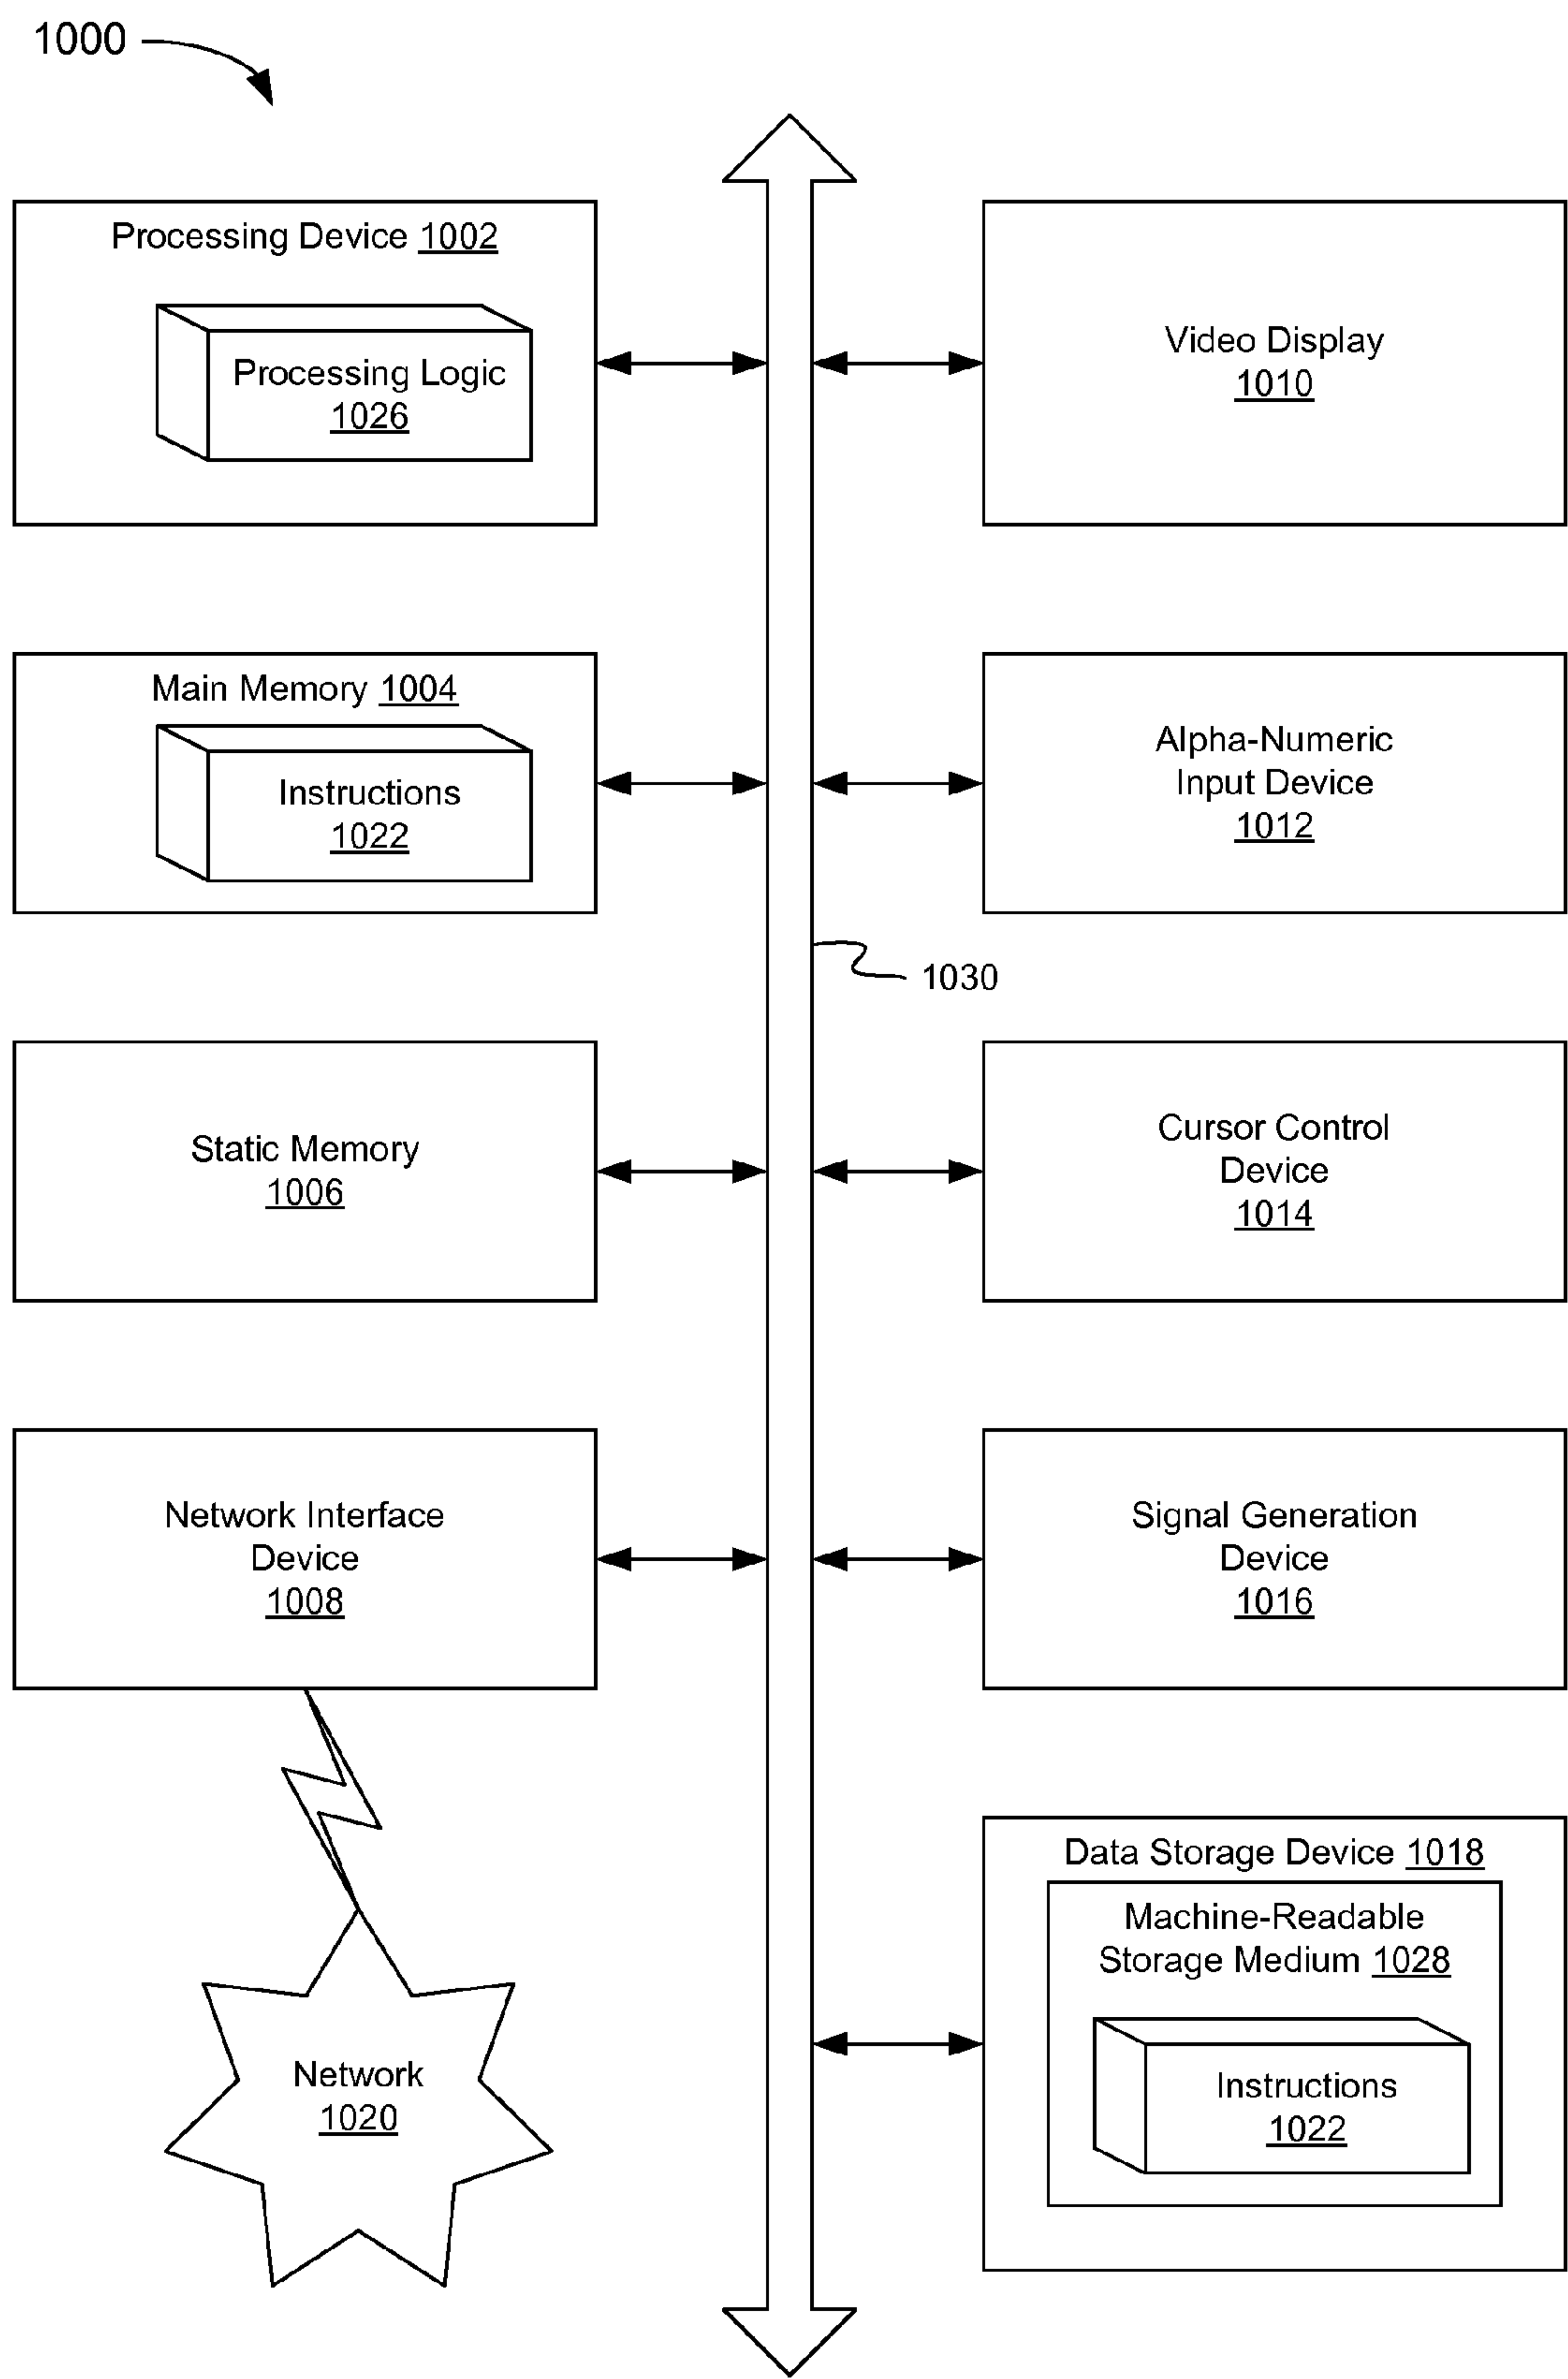 1000
Processing Device 1002
Processing Logic
1026
Video Display
1010
Main Memory 1004
Instructions
1022
Alpha-Numeric
Input Device
1012
1030
Static Memory
1006
Cursor Control
Device
1014
Network Interface
Device
1008
Signal Generation
Device
1016
Data Storage Device 1018
Machine-Readable
Storage Medium 1028
Instructions
1022
Network
1020